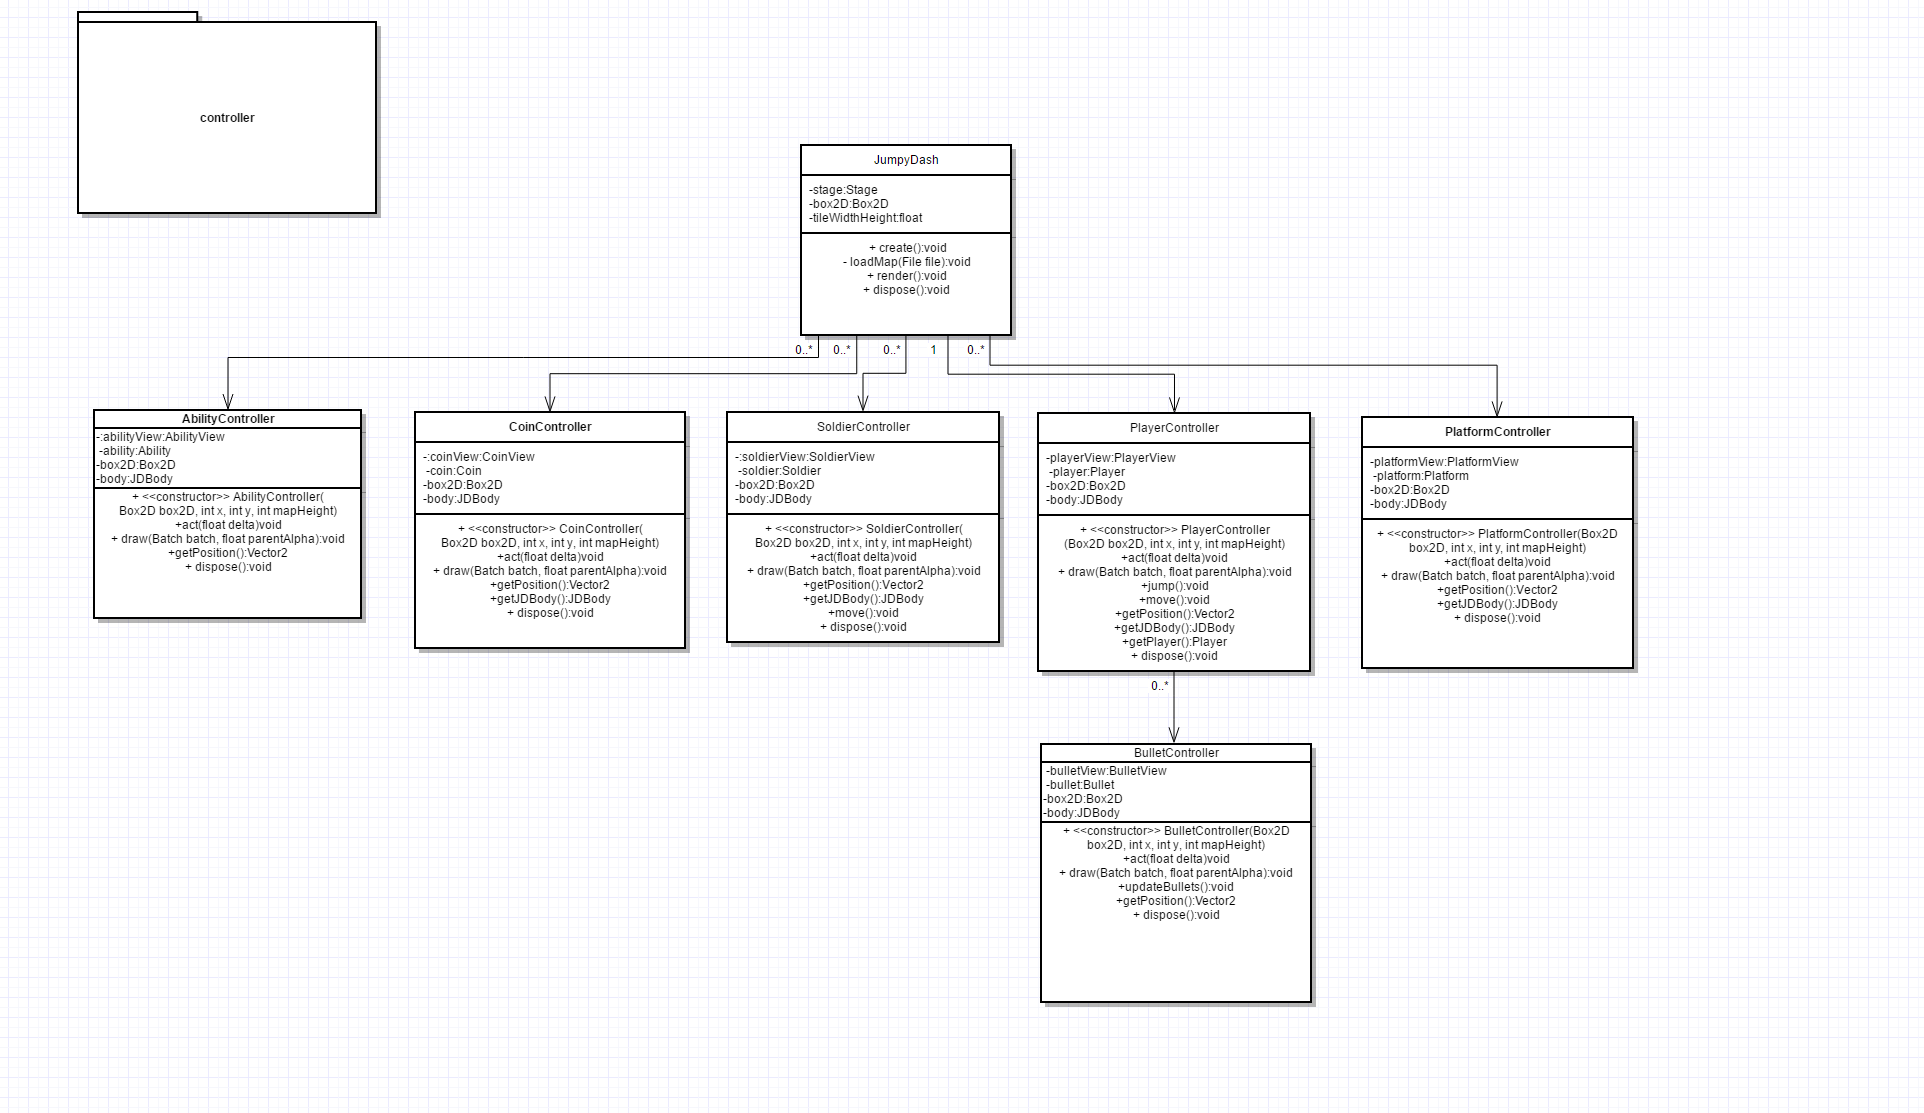 controller
JumpyDash
-stage:Stage
-box2D:Box2D
-tileWidthHeight:float
+ create():void
- loadMap(File file):void
+ render():void
+ dispose():void
0..*
0..*
0..*
1
0..*
AbilityController
-:abilityView:AbilityView
-ability:Ability
-box2D:Box2D
-body:JDBody
+ <<constructor>> AbilityController(
Box2D box2D, int x, int y, int mapHeight)
+act(float delta)void
+ draw(Batch batch, float parentAlpha):void
+getPosition():Vector2
+ dispose():void
CoinController
-:coinView:CoinView
-coin:Coin
-box2D:Box2D
-body:JDBody
+ <<constructor>> CoinController(
Box2D box2D, int x, int y, int mapHeight)
+act(float delta)void
+ draw(Batch batch, float parentAlpha):void
+getPosition():Vector2
+getJDBody():JDBody
+ dispose():void
SoldierController
-:soldierView:SoldierView
-soldier:Soldier
-box2D:Box2D
-body:JDBody
+ <<constructor>> SoldierController(
Box2D box2D, int x, int y, int mapHeight)
+act(float delta)void
+ draw(Batch batch, float parentAlpha):void
+getPosition():Vector2
+getJDBody():JDBody
+move():void
+ dispose():void
PlayerController
-playerView:PlayerView
-player:Player
-box2D:Box2D
-body:JDBody
+ <<constructor>> PlayerController
(Box2D box2D, int x, int y, int mapHeight)
+act(float delta)void
+ draw(Batch batch, float parentAlpha):void
+jump():void
+move():void
+getPosition():Vector2
+getJDBody():JDBody
+getPlayer():Player
+ dispose():void
PlatformController
-platformView:PlatformView
-platform:Platform
-box2D:Box2D
-body:JDBody
+ <<constructor>> PlatformController(Box2D
box2D, int x, int y, int mapHeight)
+act(float delta)void
+ draw(Batch batch, float parentAlpha):void
+getPosition():Vector2
+getJDBody():JDBody
+ dispose():void
0..*
BulletController
-bulletView:BulletView
-bullet:Bullet
-box2D:Box2D
-body:JDBody
+ <<constructor>> BulletController(Box2D
box2D, int x, int y, int mapHeight)
+act(float delta)void
+ draw(Batch batch, float parentAlpha):void
+updateBullets():void
+getPosition():Vector2
+ dispose():void